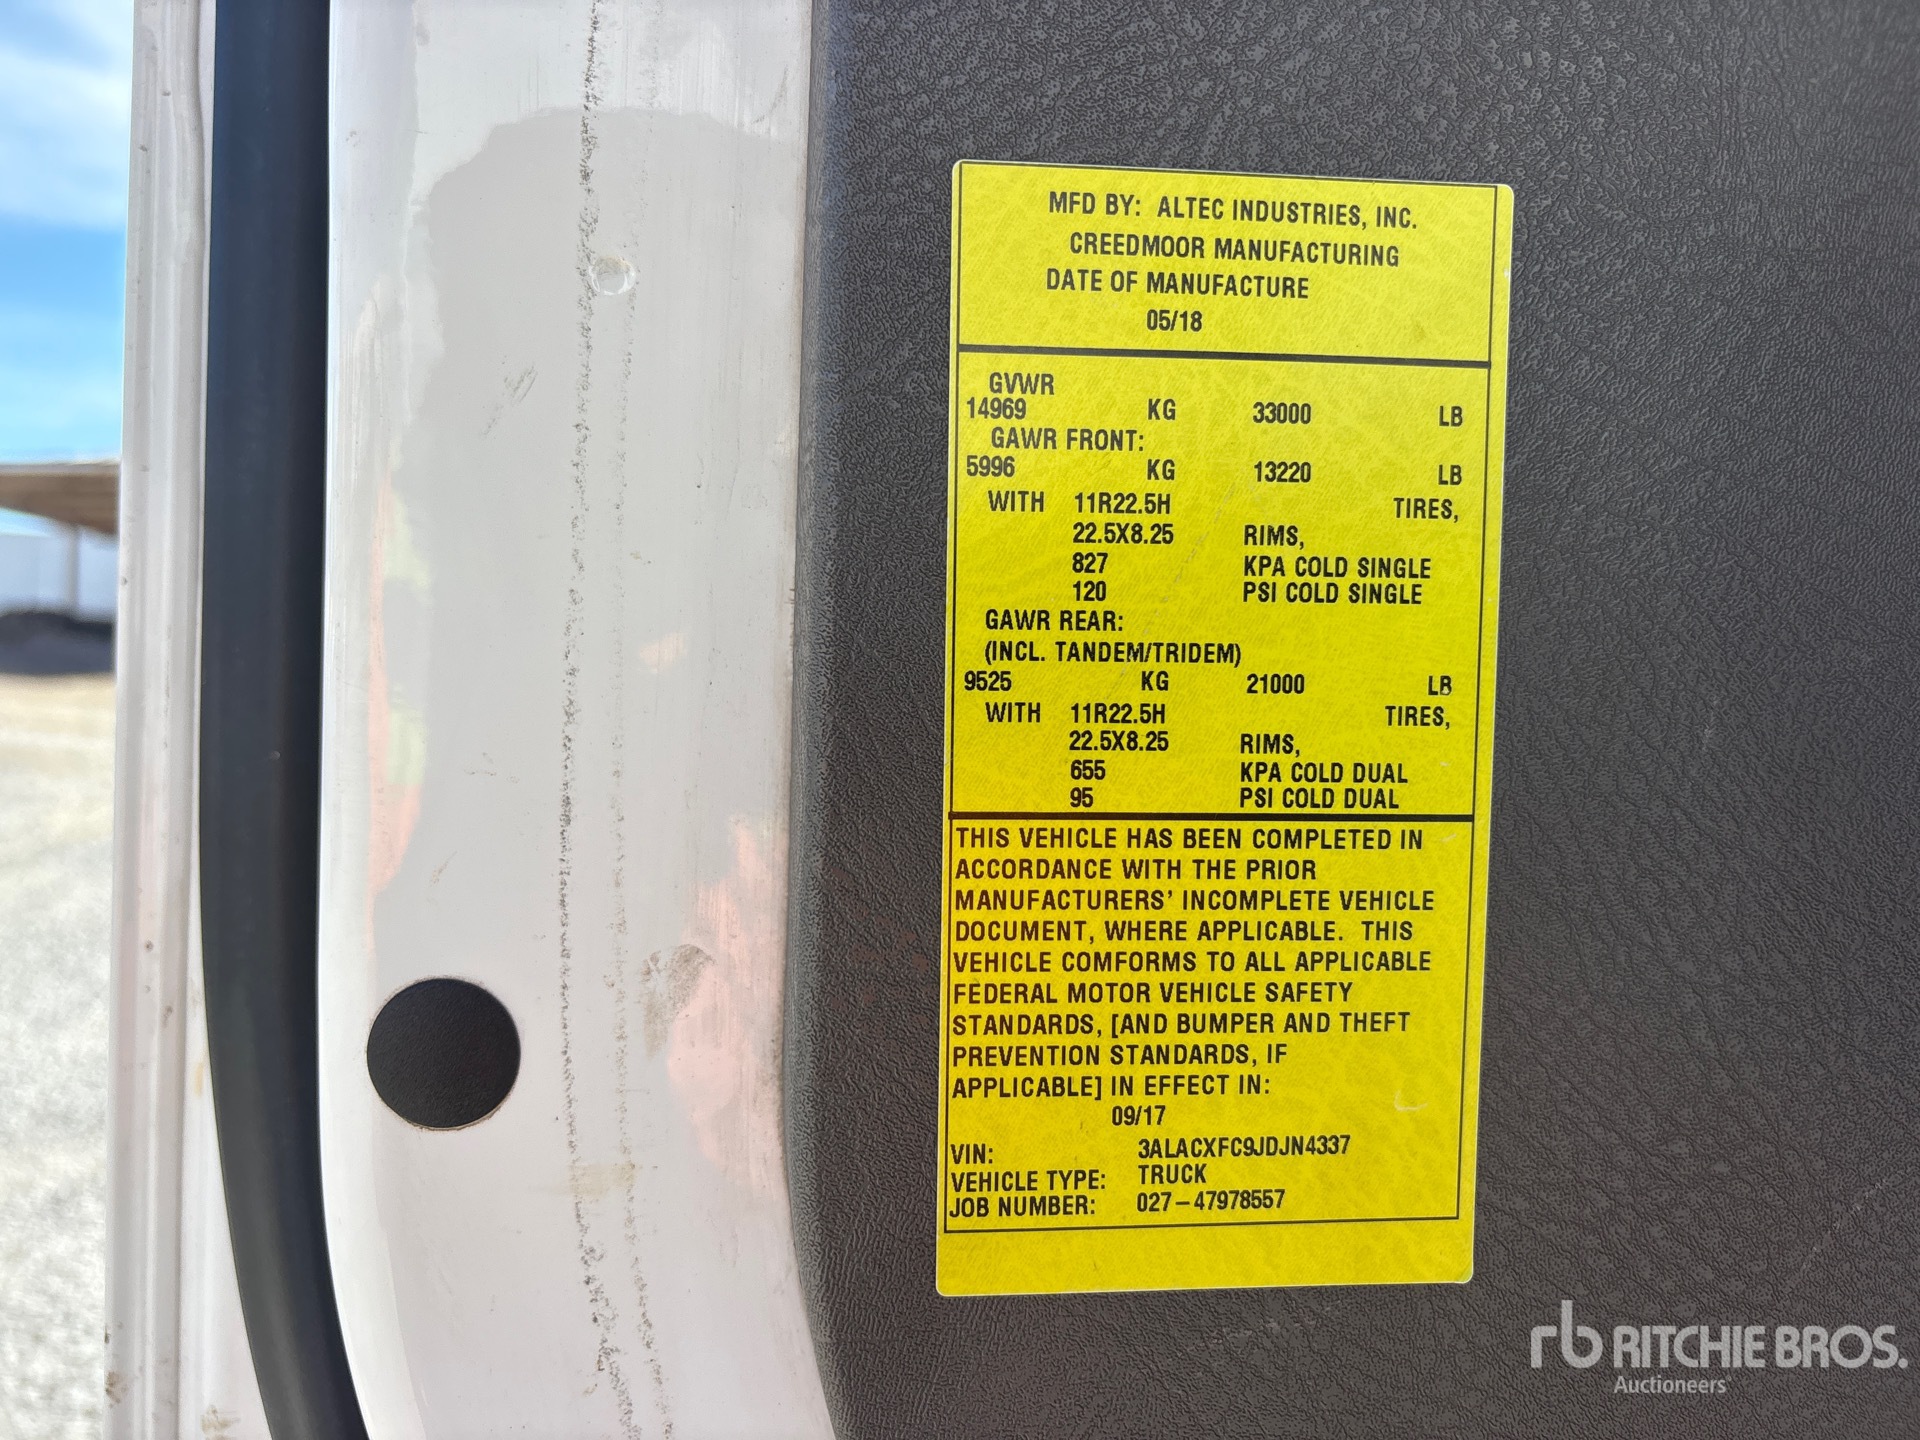 MFD BY: ALTEC INDUSTRIES, INC.
CREEDMOOR MANUFACTURING
DATE OF MANUFACTURE
05/18
GVWR
14969 KG 33000 LB
GAWR FRONT:
5996 KG 13220 LB
WITH 11R22.5H TIRES,
22.5X8.25 RIMS,
827 KPA COLD SINGLE
120 PSI COLD SINGLE
GAWR REAR:
(INCL. TANDEM/TRIDEM)
9525 KG 21000 LB
WITH 11R22.5H TIRES,
22.5X8.25 RIMS,
655 KPA COLD DUAL
95 PSI COLD DUAL
THIS VEHICLE HAS BEEN COMPLETED IN
ACCORDANCE WITH THE PRIOR
MANUFACTURERS' INCOMPLETE VEHICLE
DOCUMENT, WHERE APPLICABLE. THIS
VEHICLE COMFORMS TO ALL APPLICABLE
FEDERAL MOTOR VEHICLE SAFETY
STANDARDS, [AND BUMPER AND THEFT
PREVENTION STANDARDS, IF
APPLICABLE] IN EFFECT IN:
09/17
VIN: 3ALACXFC9JDJN4337
VEHICLE TYPE: TRUCK
JOB NUMBER: 027-47978557
rb RITCHIE BROS.
Auctioneers